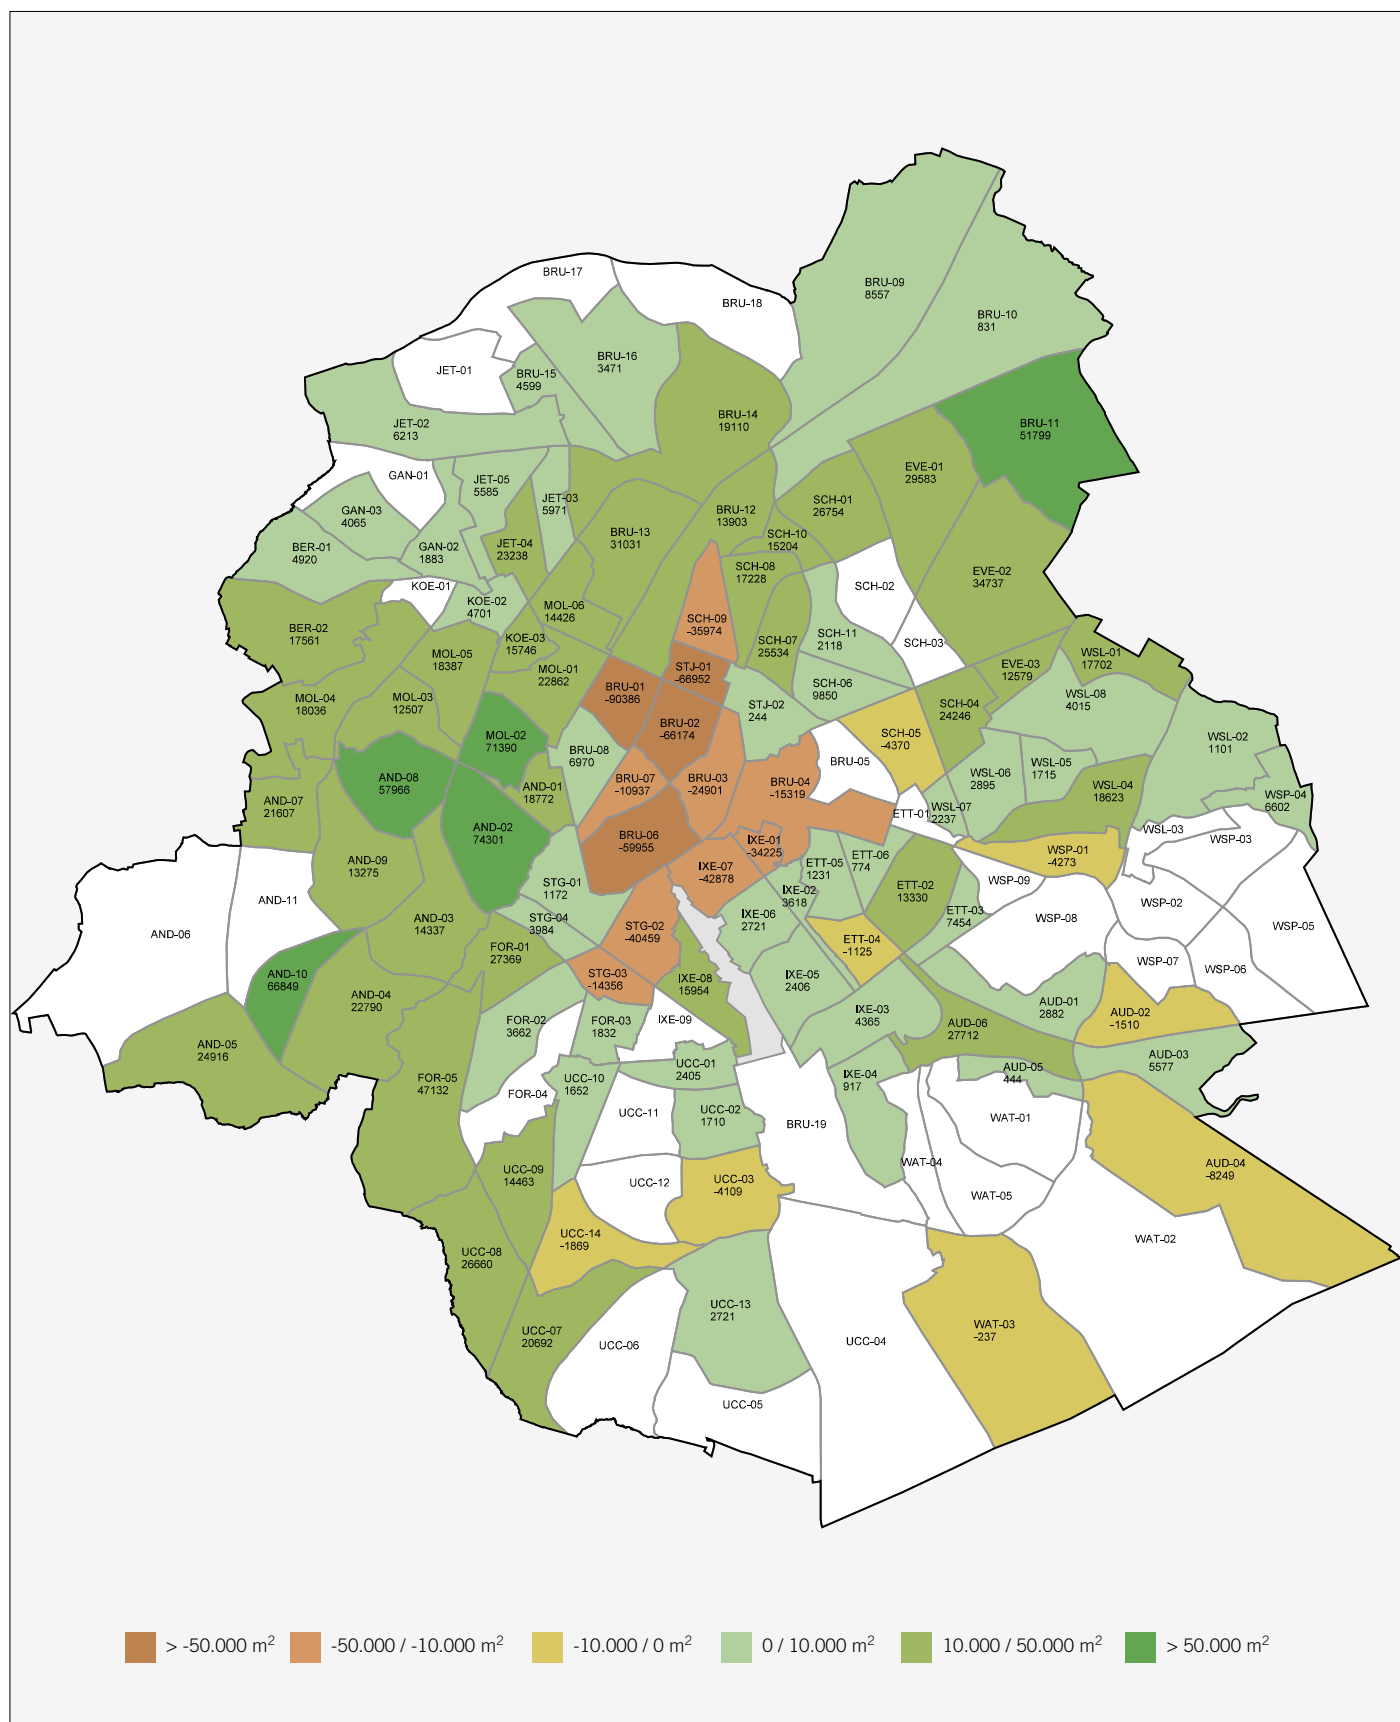 BRU-17
BRU-18
BRU-09
8557
BRU-10
831
BRU-16
3471
JET-01
BRU-15
4599
BRU-14
19110
BRU-11
51799
JET-02
6213
GAN-01
JET-05
5585
JET-03
5971
EVE-01
29583
GAN-03
4065
BRU-12
13903
SCH-01
26754
BER-01
4920
GAN-02
1883
JET-04
23238
BRU-13
31031
SCH-10
15204
SCH-08
17228
EVE-02
34737
KOE-01
KOE-02
4701
MOL-06
14426
SCH-02
BER-02
17561
SCH-09
-35974
SCH-07
25534
SCH-11
2118
SCH-03
KOE-03
15746
MOL-05
18387
MOL-01
22862
STJ-01
-66952
EVE-03
12579
WSL-01
17702
BRU-01
-90386
SCH-06
9850
WSL-08
4015
MOL-04
18036
MOL-03
12507
BRU-02
-66174
STJ-02
244
SCH-04
24246
MOL-02
71390
SCH-05
-4370
WSL-02
1101
BRU-08
6970
BRU-05
WSL-06
2895
WSL-05
1715
AND-08
57966
BRU-07
-10937
BRU-03
-24901
BRU-04
-15319
AND-01
18772
WSL-04
18623
WSP-04
6602
AND-07
21607
ETT-01
WSL-07
2237
AND-02
74301
BRU-06
-59955
IXE-01
-34225
WSL-03
WSP-03
AND-09
13275
IXE-07
-42878
ETT-05
1231
ETT-06
774
WSP-01
-4273
STG-01
1172
IXE-02
3618
ETT-02
13330
WSP-09
AND-11
WSP-02
AND-06
AND-03
14337
STG-04
3984
STG-02
-40459
IXE-06
2721
ETT-03
7454
WSP-08
WSP-05
FOR-01
27369
ETT-04
-1125
WSP-07
WSP-06
AND-10
66849
STG-03
-14356
IXE-08
15954
IXE-05
2406
AND-04
22790
AUD-01
2882
IXE-03
4365
AUD-02
-1510
FOR-02
3662
FOR-03
1832
IXE-09
AUD-06
27712
AND-05
24916
AUD-03
5577
UCC-01
2405
FOR-05
47132
UCC-10
1652
IXE-04
917
AUD-05
444
FOR-04
UCC-11
UCC-02
1710
BRU-19
WAT-01
WAT-04
AUD-04
-8249
UCC-09
14463
UCC-12
UCC-03
-4109
WAT-05
UCC-14
-1869
WAT-02
UCC-08
26660
UCC-13
2721
UCC-07
20692
WAT-03
-237
UCC-06
UCC-04
UCC-05
> -50.000 m²
-50.000 / -10.000 m²
-10.000 / 0 m²
0 / 10.000 m²
10.000 / 50.000 m²
> 50.000 m²